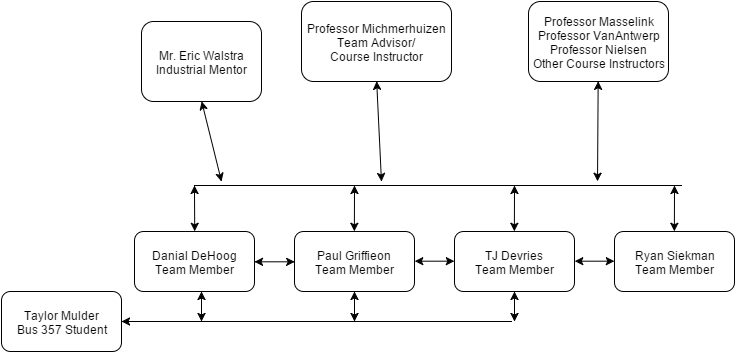 Mr. Eric Walstra
Industrial Mentor
Professor Michmerhuizen
Team Advisor/
Course Instructor
Professor Masselink
Professor VanAntwerp
Professor Nielsen
Other Course Instructors
Danial DeHoog
Team Member
Paul Griffieon
Team Member
TJ Devries
Team Member
Ryan Siekman
Team Member
Taylor Mulder
Bus 357 Student